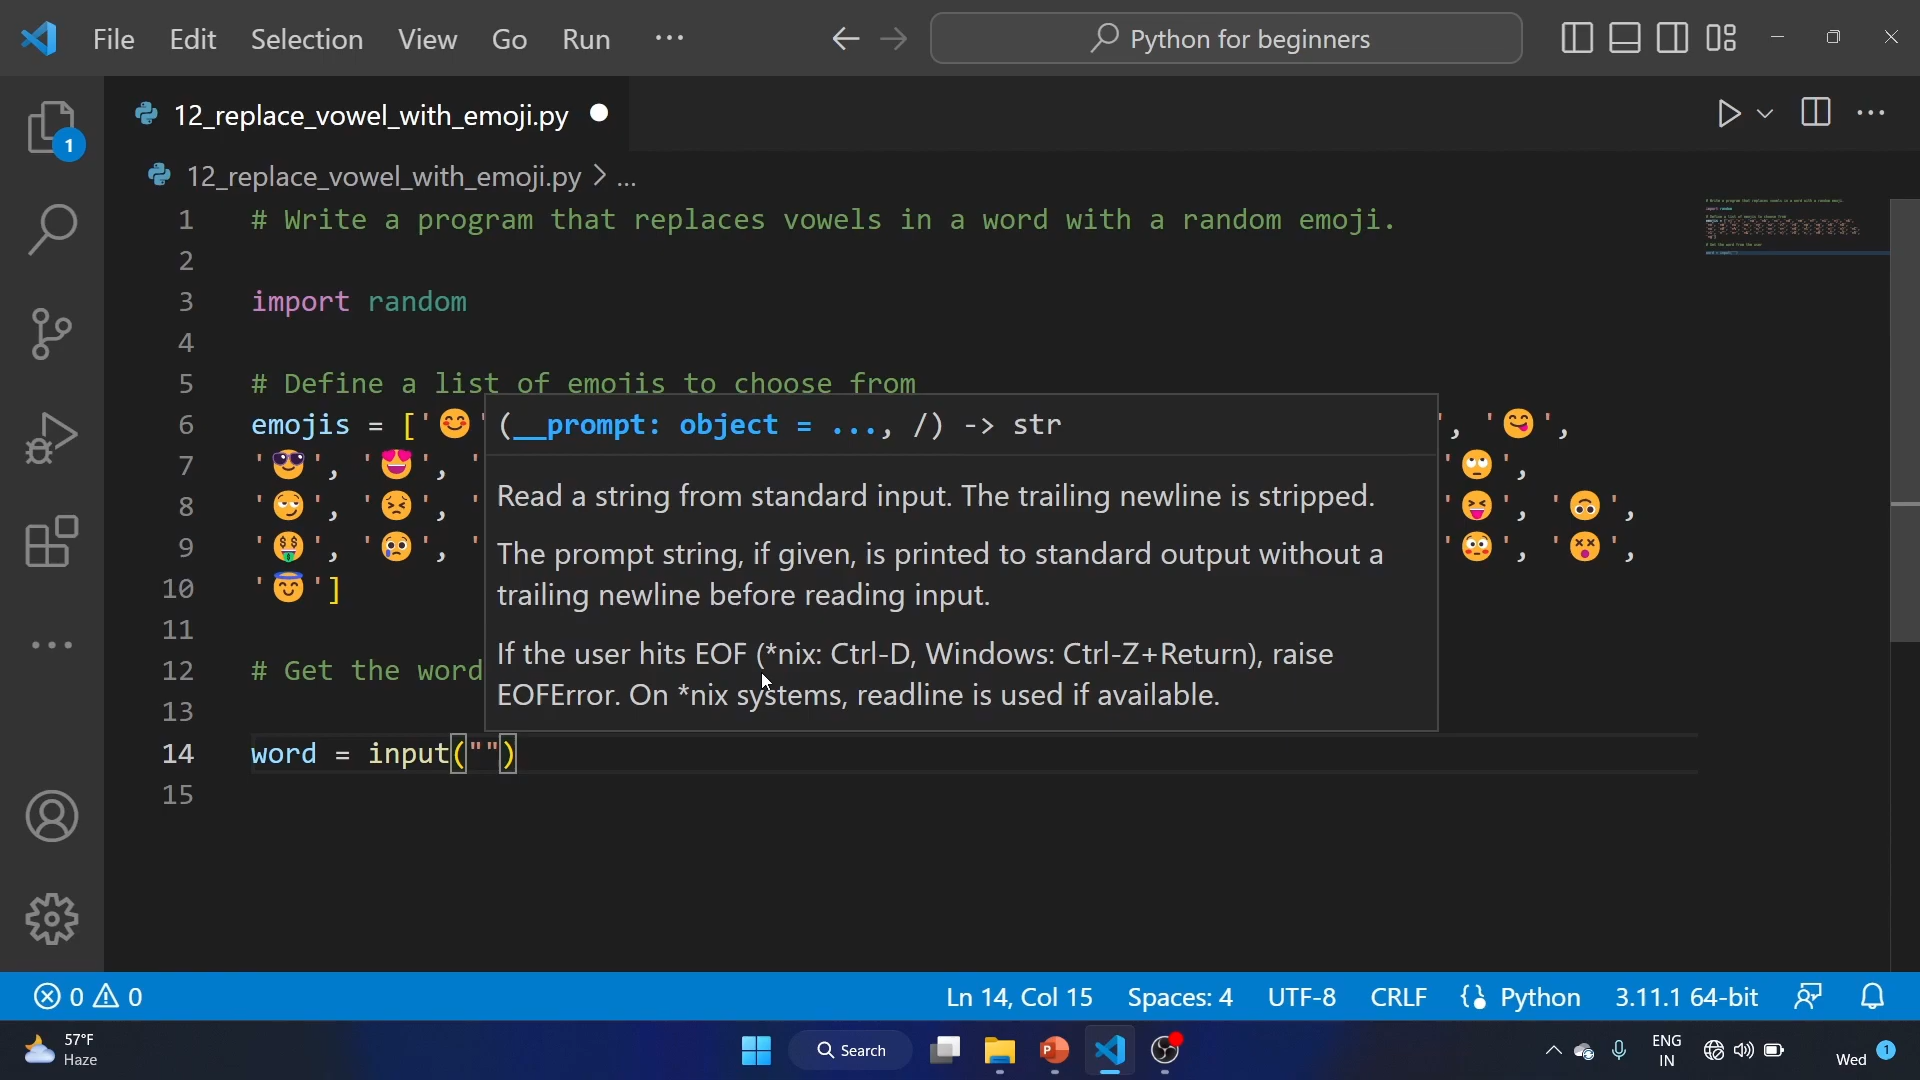 File Edit Selection View Go Run ··· Python for beginners
12_replace_vowel_with_emoji.py
1
12_replace_vowel_with_emoji.py > ...
1 # Write a program that replaces vowels in a word with a random emoji.
2
3 import random
4
5 # Define a list of emojis to choose from
6 emojis = ['😊' ', '😋',
(__prompt: object = ..., /) -> str
7 '😎', '😍', ' '🙄',
8 '😏', '😣', ' '😝', '🙃',
Read a string from standard input. The trailing newline is stripped.
9 '🤑', '😢', ' '😳', '😵',
The prompt string, if given, is printed to standard output without a
10 '😇']
trailing newline before reading input.
11
If the user hits EOF (*nix: Ctrl-D, Windows: Ctrl-Z+Return), raise
12 # Get the word
EOFError. On *nix systems, readline is used if available.
13
14 word = input("")
15
0 0 Ln 14, Col 15 Spaces: 4 UTF-8 CRLF {} Python 3.11.1 64-bit
57°F
Haze
Search
ENG
IN
Wed 1